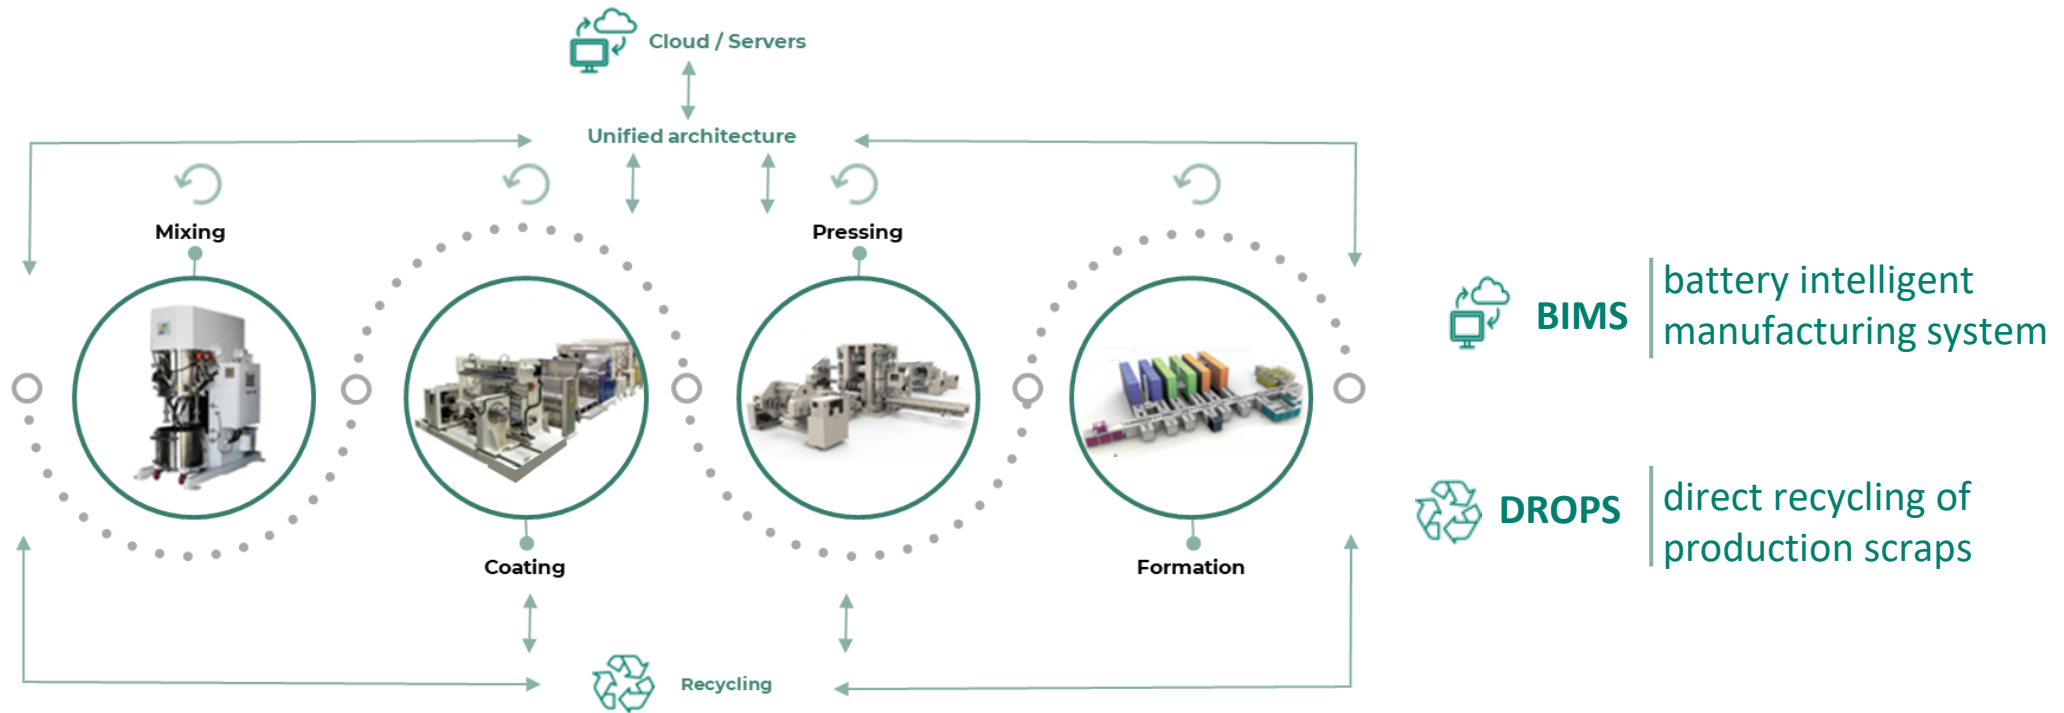 Cloud / Servers
Unified architecture
Mixing
Pressing
Coating
Formation
Recycling
BIMS
battery intelligent
manufacturing system
DROPS
direct recycling of
production scraps